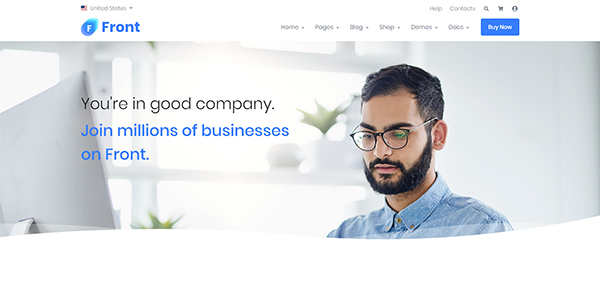 United States
Help Contacts
F Front
Home Pages Blog Shop Demos Docs Buy Now
You're in good company.
Join millions of businesses
on Front.